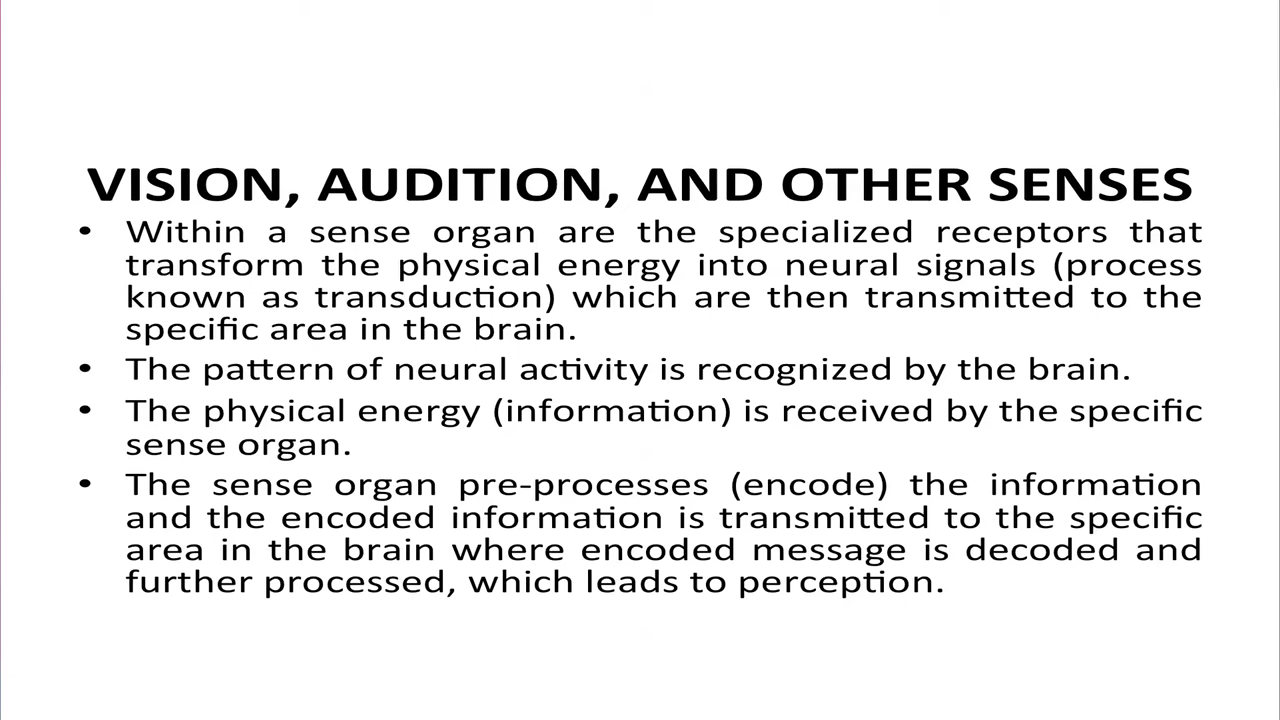 VISION, AUDITION, AND OTHER SENSES
• Within a sense organ are the specialized receptors that
transform the physical energy into neural signals (process
known as transduction) which are then transmitted to the
specific area in the brain.
• The pattern of neural activity is recognized by the brain.
• The physical energy (information) is received by the specific
sense organ.
• The sense organ pre-processes (encode) the information
and the encoded information is transmitted to the specific
area in the brain where encoded message is decoded and
further processed, which leads to perception.